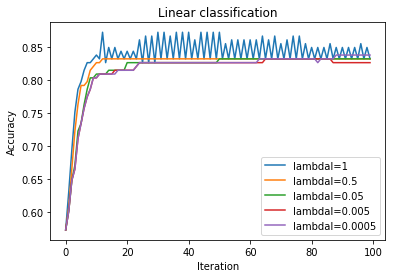 Linear classification
Accuracy
0.85
0.80
0.75
0.70
0.65
0.60
lambdal=1
lambdal=0.5
lambdal=0.05
lambdal=0.005
lambdal=0.0005
0 20 40 60 80 100
Iteration